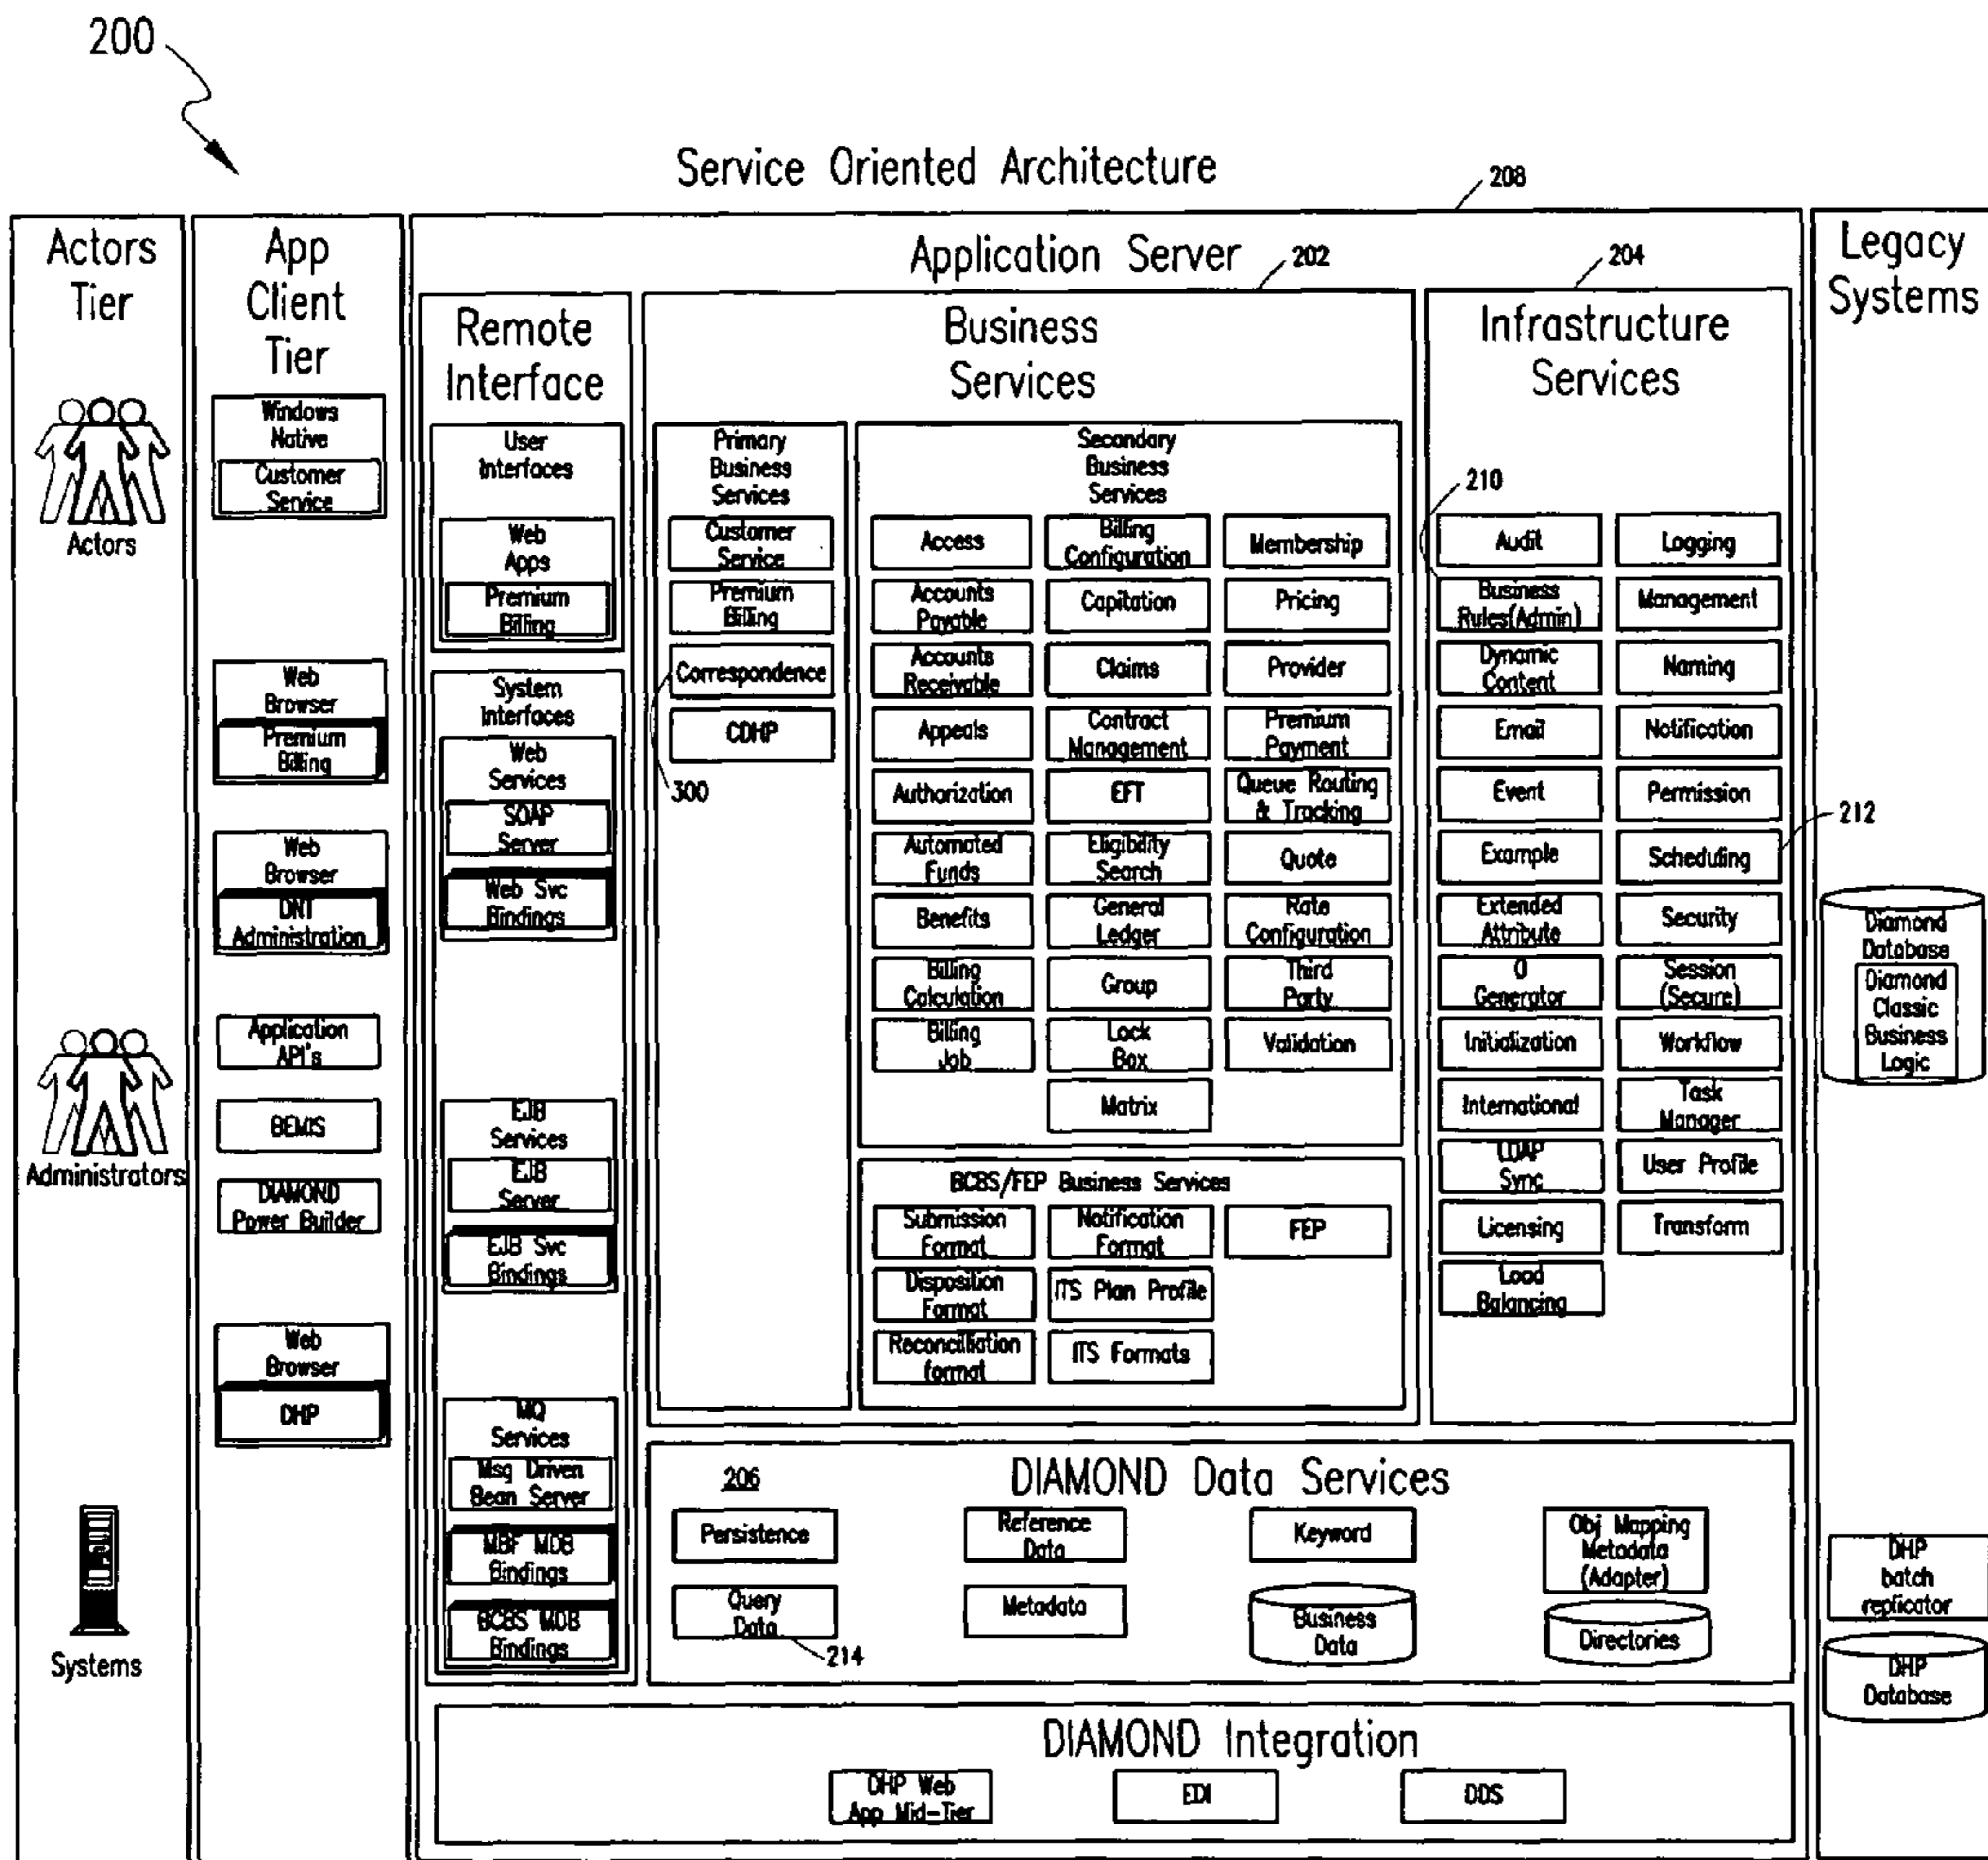 200
Service Oriented Architecture
208
Actors
Tier
Actors
Administrators
Systems
App
Client
Tier
Windows
Native
Customer
Service
Web
Browser
Premium
Billing
Web
Browser
DNT
Administration
Application
API's
BEMIS
DIAMOND
Power Builder
Web
Browser
DHP
Application Server
Remote
Interface
User
Interfaces
Web
Apps
Premium
Billing
System
Interfaces
Web
Services
SOAP
Server
Web Svc
Bindings
EJB
Services
EJB
Server
EJB Svc
Bindings
MQ
Services
Msg Driven
Bean Server
MBF MDB
Bindings
BCBS MDB
Bindings
202
Business
Services
Primary
Business
Services
Customer
Service
Premium
Billing
Correspondence
CDHP
300
Secondary
Business
Services
Access
Billing
Configuration
Membership
Accounts
Payable
Capitation
Pricing
Accounts
Receivable
Claims
Provider
Appeals
Contract
Management
Premium
Payment
Authorization
EFT
Queue Routing
& Tracking
Automated
Funds
Eligibility
Search
Quote
Benefits
General
Ledger
Rate
Configuration
Billing
Calculation
Group
Third
Party
Billing
Job
Lock
Box
Validation
Matrix
BCBS/FEP Business Services
Submission
Format
Notification
Format
FEP
Disposition
Format
ITS Plan Profile
Reconciliation
format
ITS Formats
204
Infrastructure
Services
210
Audit
Logging
Business
Rules(Admin)
Management
Dynamic
Content
Naming
Email
Notification
Event
Permission
212
Example
Scheduling
Extended
Attribute
Security
Generator
Session
(Secure)
Initialization
Workflow
International
Task
Manager
LDAP
Sync
User Profile
Licensing
Transform
Load
Balancing
206
DIAMOND Data Services
Persistence
Reference
Data
Keyword
Obj Mapping
Metadata
(Adapter)
Query
Data
Metadata
Business
Data
Directories
214
DIAMOND Integration
DHP Web
App Mid-Tier
EDI
DDS
Legacy
Systems
Diamond
Database
Diamond
Classic
Business
Logic
DHP
batch
replicator
DHP
Database